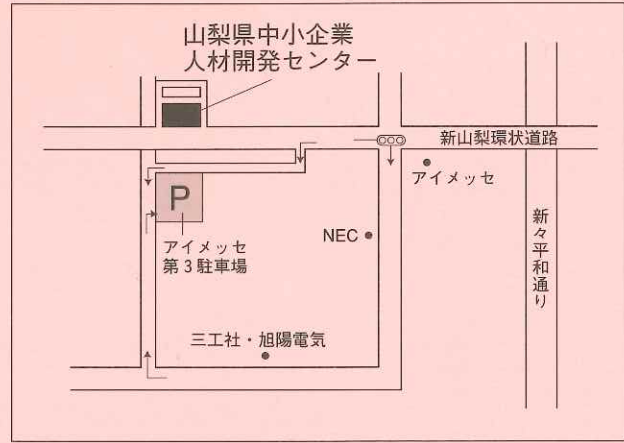 山梨県中小企業
人材開発センター
新山梨環状道路
アイメッセ
P
NEC
アイメッセ
第3駐車場
新々平和通り
三工社・旭陽電気